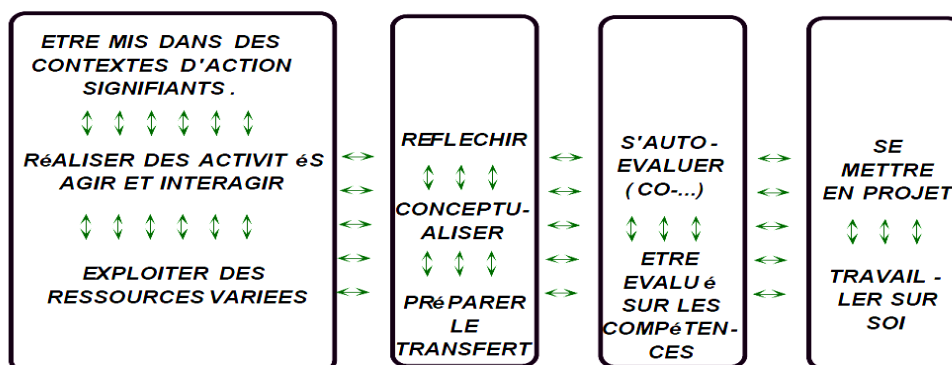 ETRE MIS DANS DES
CONTEXTES D'ACTION
SIGNIFIANTS .
RéALISER DES ACTIVIT éS
AGIR ET INTERAGIR
EXPLOITER DES
RESSOURCES VARIEES
REFLECHIR
CONCEPTU-
ALISER
PRéPARER
LE
TRANSFERT
S'AUTO -
EVALUER
( CO-...)
ETRE
EVALU é
SUR LES
COMPéTEN-
CES
SE
METTRE
EN PROJET
TRAVAIL -
LER SUR
SOI